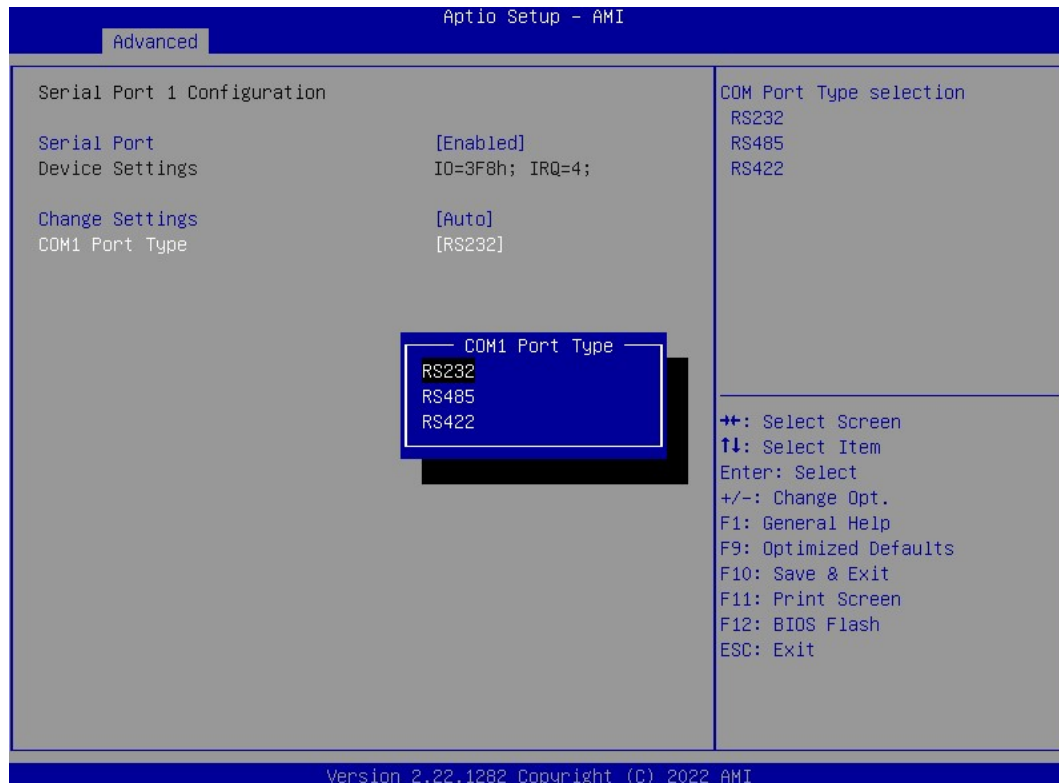 Aptio Setup – AMI
Advanced
Serial Port 1 Configuration
Serial Port [Enabled]
Device Settings IO=3F8h; IRQ=4;
Change Settings [Auto]
COM1 Port Type [RS232]
COM1 Port Type
RS232
RS485
RS422
COM Port Type selection
RS232
RS485
RS422
→←: Select Screen
↑↓: Select Item
Enter: Select
+/-: Change Opt.
F1: General Help
F9: Optimized Defaults
F10: Save & Exit
F11: Print Screen
F12: BIOS Flash
ESC: Exit
Version 2.22.1282 Copyright (C) 2022 AMI